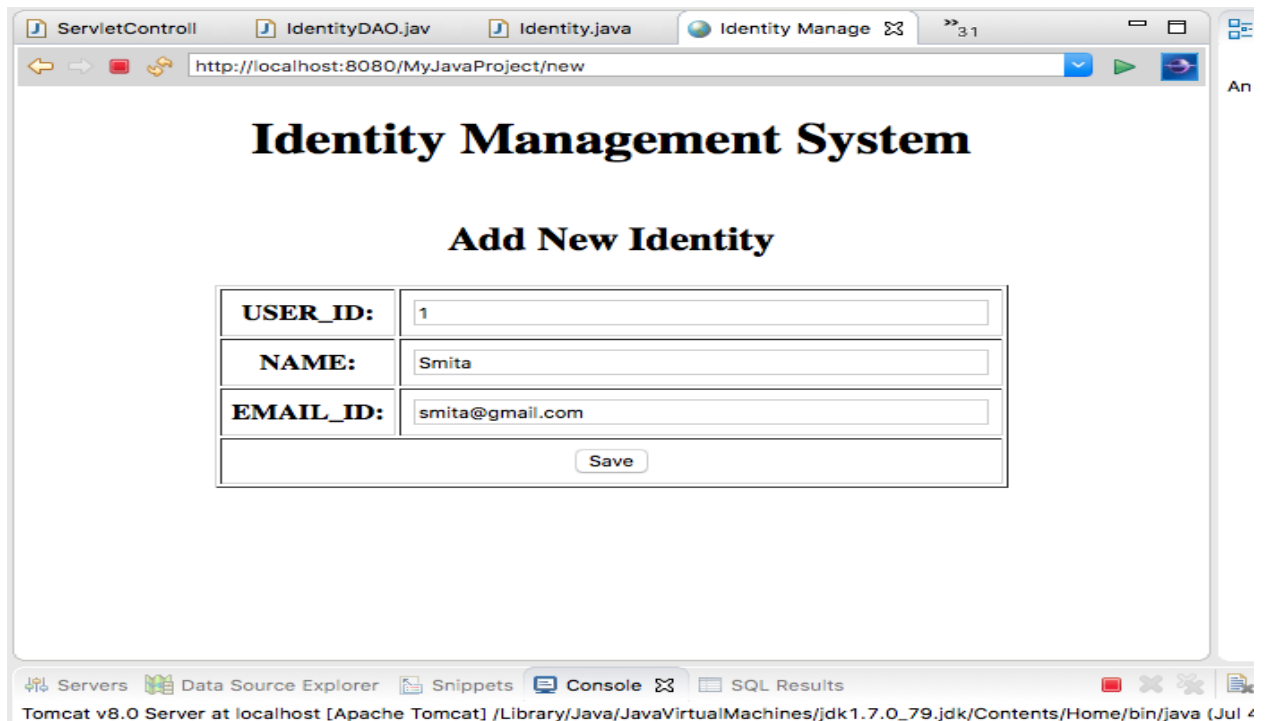 ServletControll IdentityDAO.jav Identity.java Identity Manage »31
http://localhost:8080/MyJavaProject/new
An
Identity Management System
Add New Identity
USER_ID: 1
NAME: Smita
EMAIL_ID: smita@gmail.com
Save
Servers Data Source Explorer Snippets Console SQL Results
Tomcat v8.0 Server at localhost [Apache Tomcat] /Library/Java/JavaVirtualMachines/jdk1.7.0_79.jdk/Contents/Home/bin/java (Jul 4